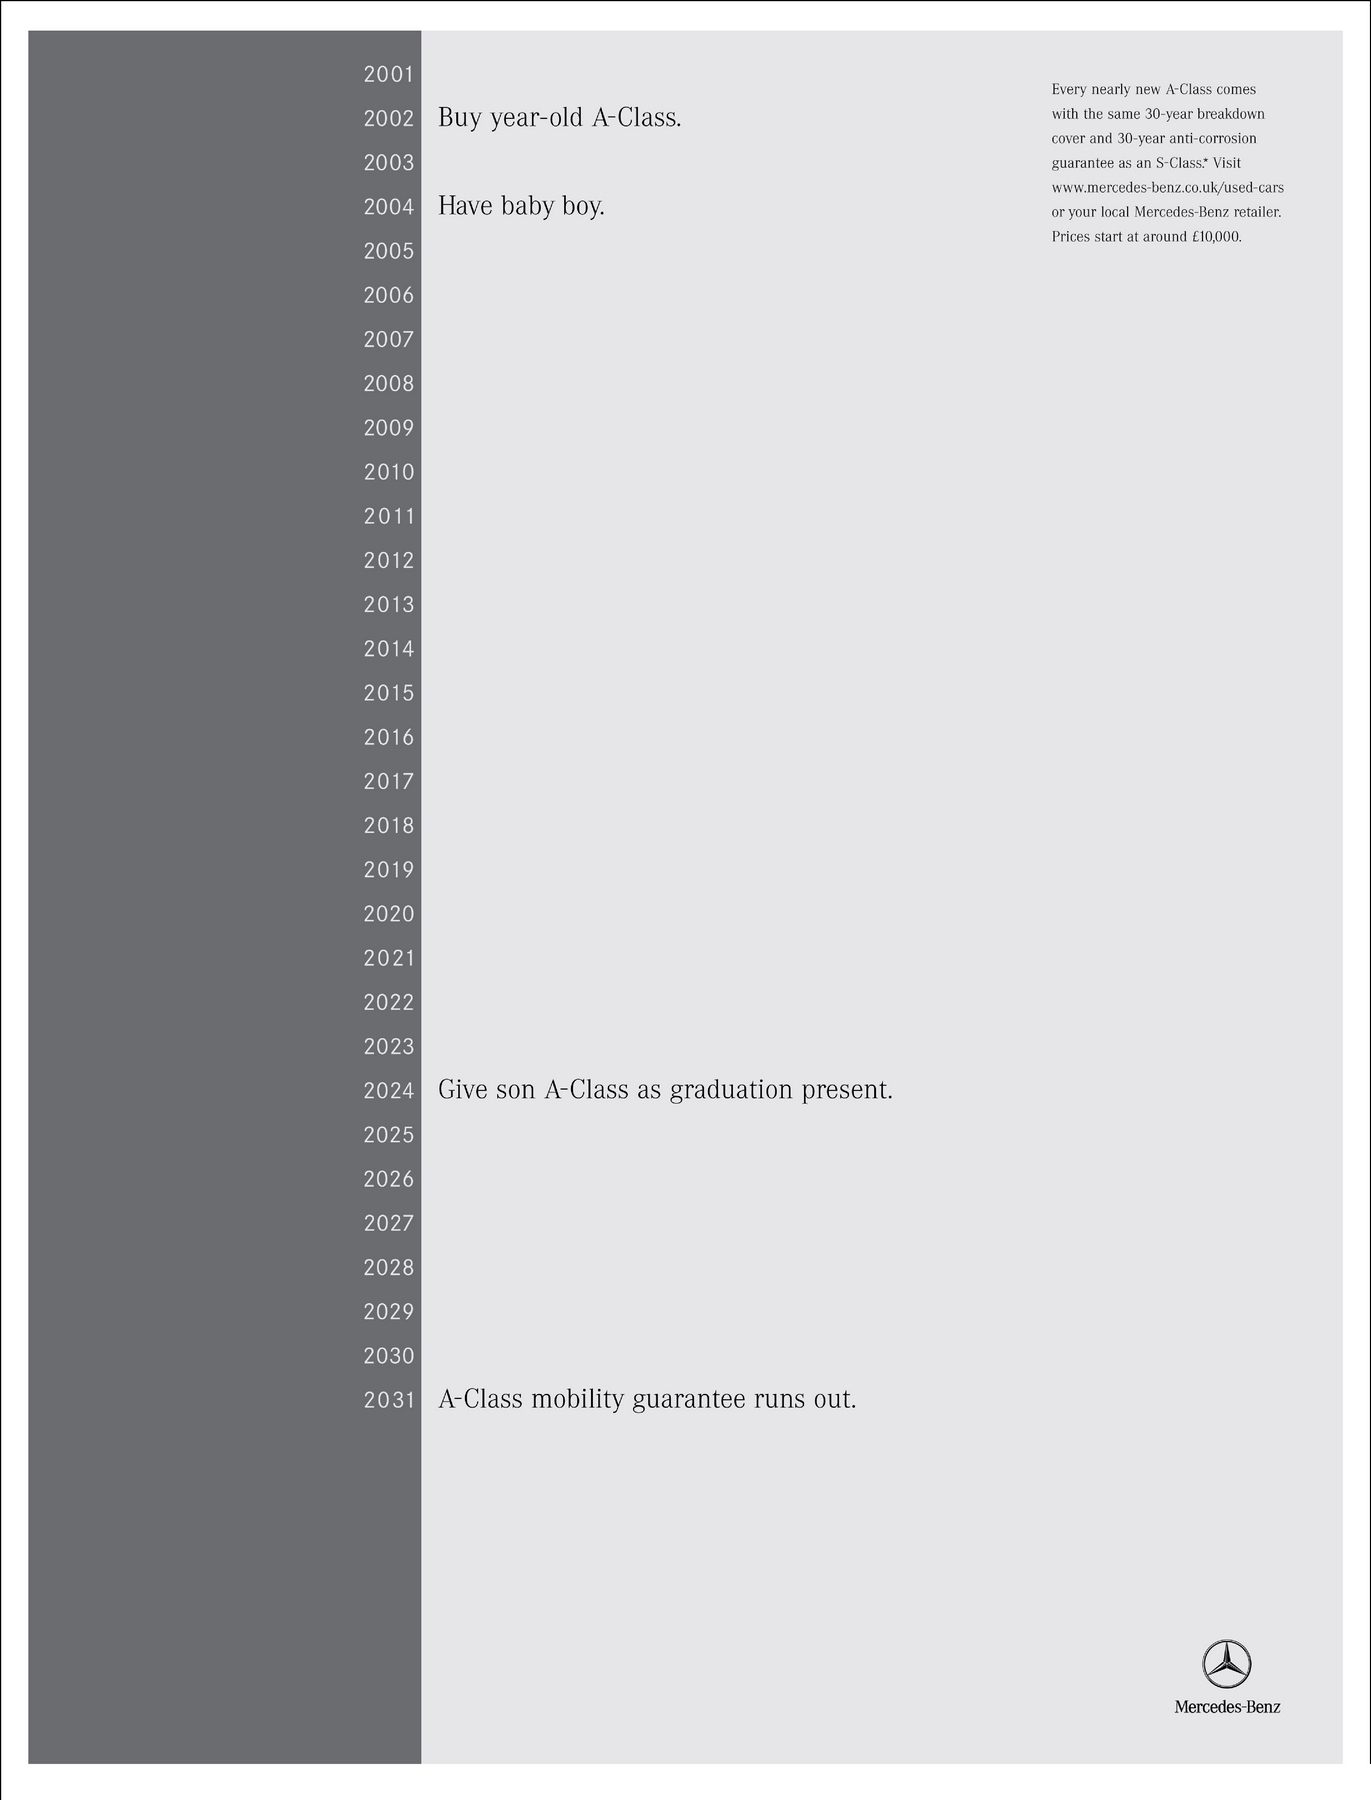 2001
2002 Buy year-old A-Class.
2003
2004 Have baby boy.
2005
2006
2007
2008
2009
2010
2011
2012
2013
2014
2015
2016
2017
2018
2019
2020
2021
2022
2023
2024 Give son A-Class as graduation present.
2025
2026
2027
2028
2029
2030
2031 A-Class mobility guarantee runs out.
Every nearly new A-Class comes
with the same 30-year breakdown
cover and 30-year anti-corrosion
guarantee as an S-Class.* Visit
www.mercedes-benz.co.uk/used-cars
or your local Mercedes-Benz retailer.
Prices start at around £10,000.
Mercedes-Benz